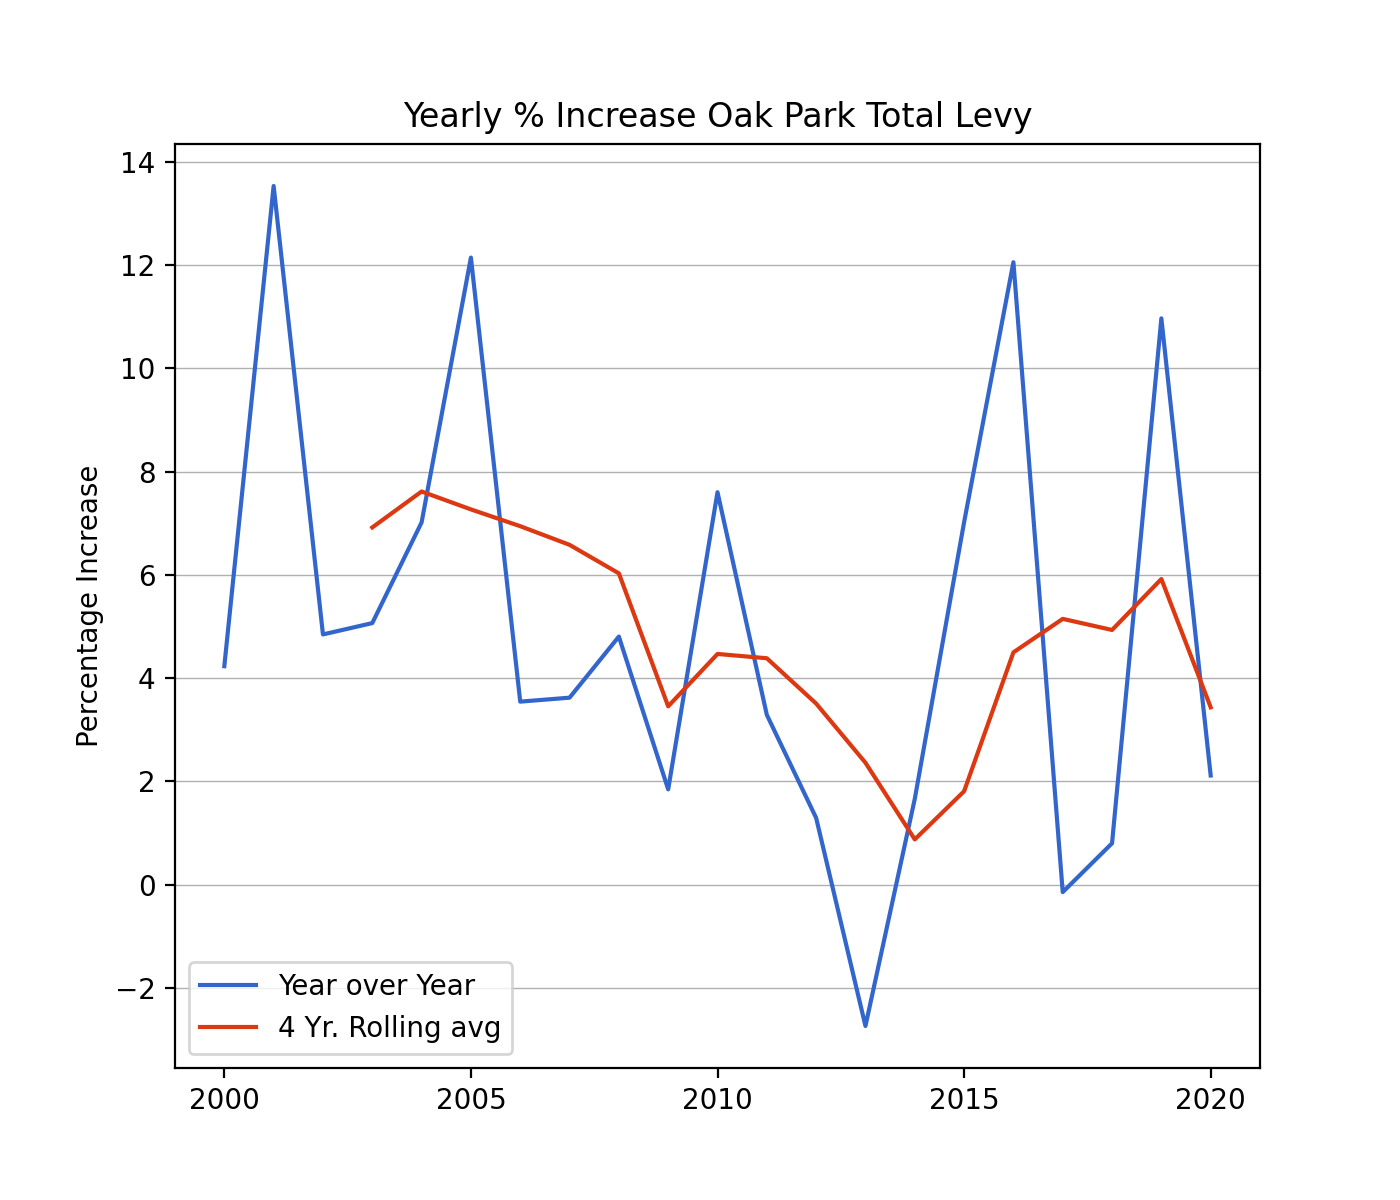 Yearly % Increase Oak Park Total Levy
14
12
10
8
6
4
2
0
−2
Percentage Increase
Year over Year
4 Yr. Rolling avg
2000 2005 2010 2015 2020